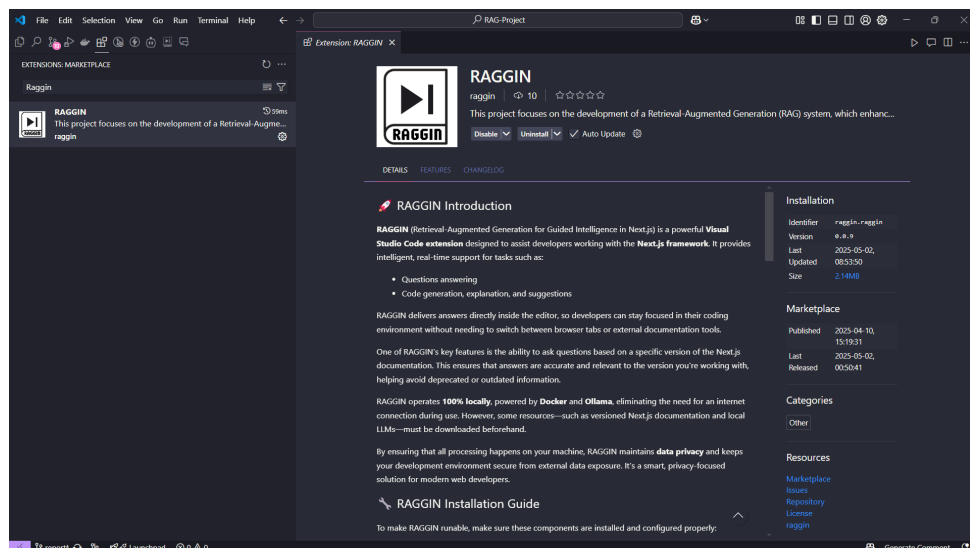 File Edit Selection View Go Run Terminal Help
RAG-Project
EXTENSIONS: MARKETPLACE
Raggin
RAGGIN
59ms
This project focuses on the development of a Retrieval-Augme...
raggin
Extension: RAGGIN
RAGGIN
RAGGIN
raggin 10
This project focuses on the development of a Retrieval-Augmented Generation (RAG) system, which enhanc...
Disable Uninstall Auto Update
DETAILS FEATURES CHANGELOG
RAGGIN Introduction
RAGGIN (Retrieval-Augmented Generation for Guided Intelligence in Next.js) is a powerful Visual
Studio Code extension designed to assist developers working with the Next.js framework. It provides
intelligent, real-time support for tasks such as:
• Questions answering
• Code generation, explanation, and suggestions
RAGGIN delivers answers directly inside the editor, so developers can stay focused in their coding
environment without needing to switch between browser tabs or external documentation tools.
One of RAGGIN's key features is the ability to ask questions based on a specific version of the Next.js
documentation. This ensures that answers are accurate and relevant to the version you're working with,
helping avoid deprecated or outdated information.
RAGGIN operates 100% locally, powered by Docker and Ollama, eliminating the need for an internet
connection during use. However, some resources—such as versioned Next.js documentation and local
LLMs—must be downloaded beforehand.
By ensuring that all processing happens on your machine, RAGGIN maintains data privacy and keeps
your development environment secure from external data exposure. It's a smart, privacy-focused
solution for modern web developers.
RAGGIN Installation Guide
To make RAGGIN runable, make sure these components are installed and configured properly:
Installation
Identifier raggin.raggin
Version 0.0.9
Last 2025-05-02,
Updated 08:53:50
Size 2.14MB
Marketplace
Published 2025-04-10,
15:19:31
Last 2025-05-02,
Released 00:50:41
Categories
Other
Resources
Marketplace
Issues
Repository
License
raggin
Launchpad 0 0 Generate Comment